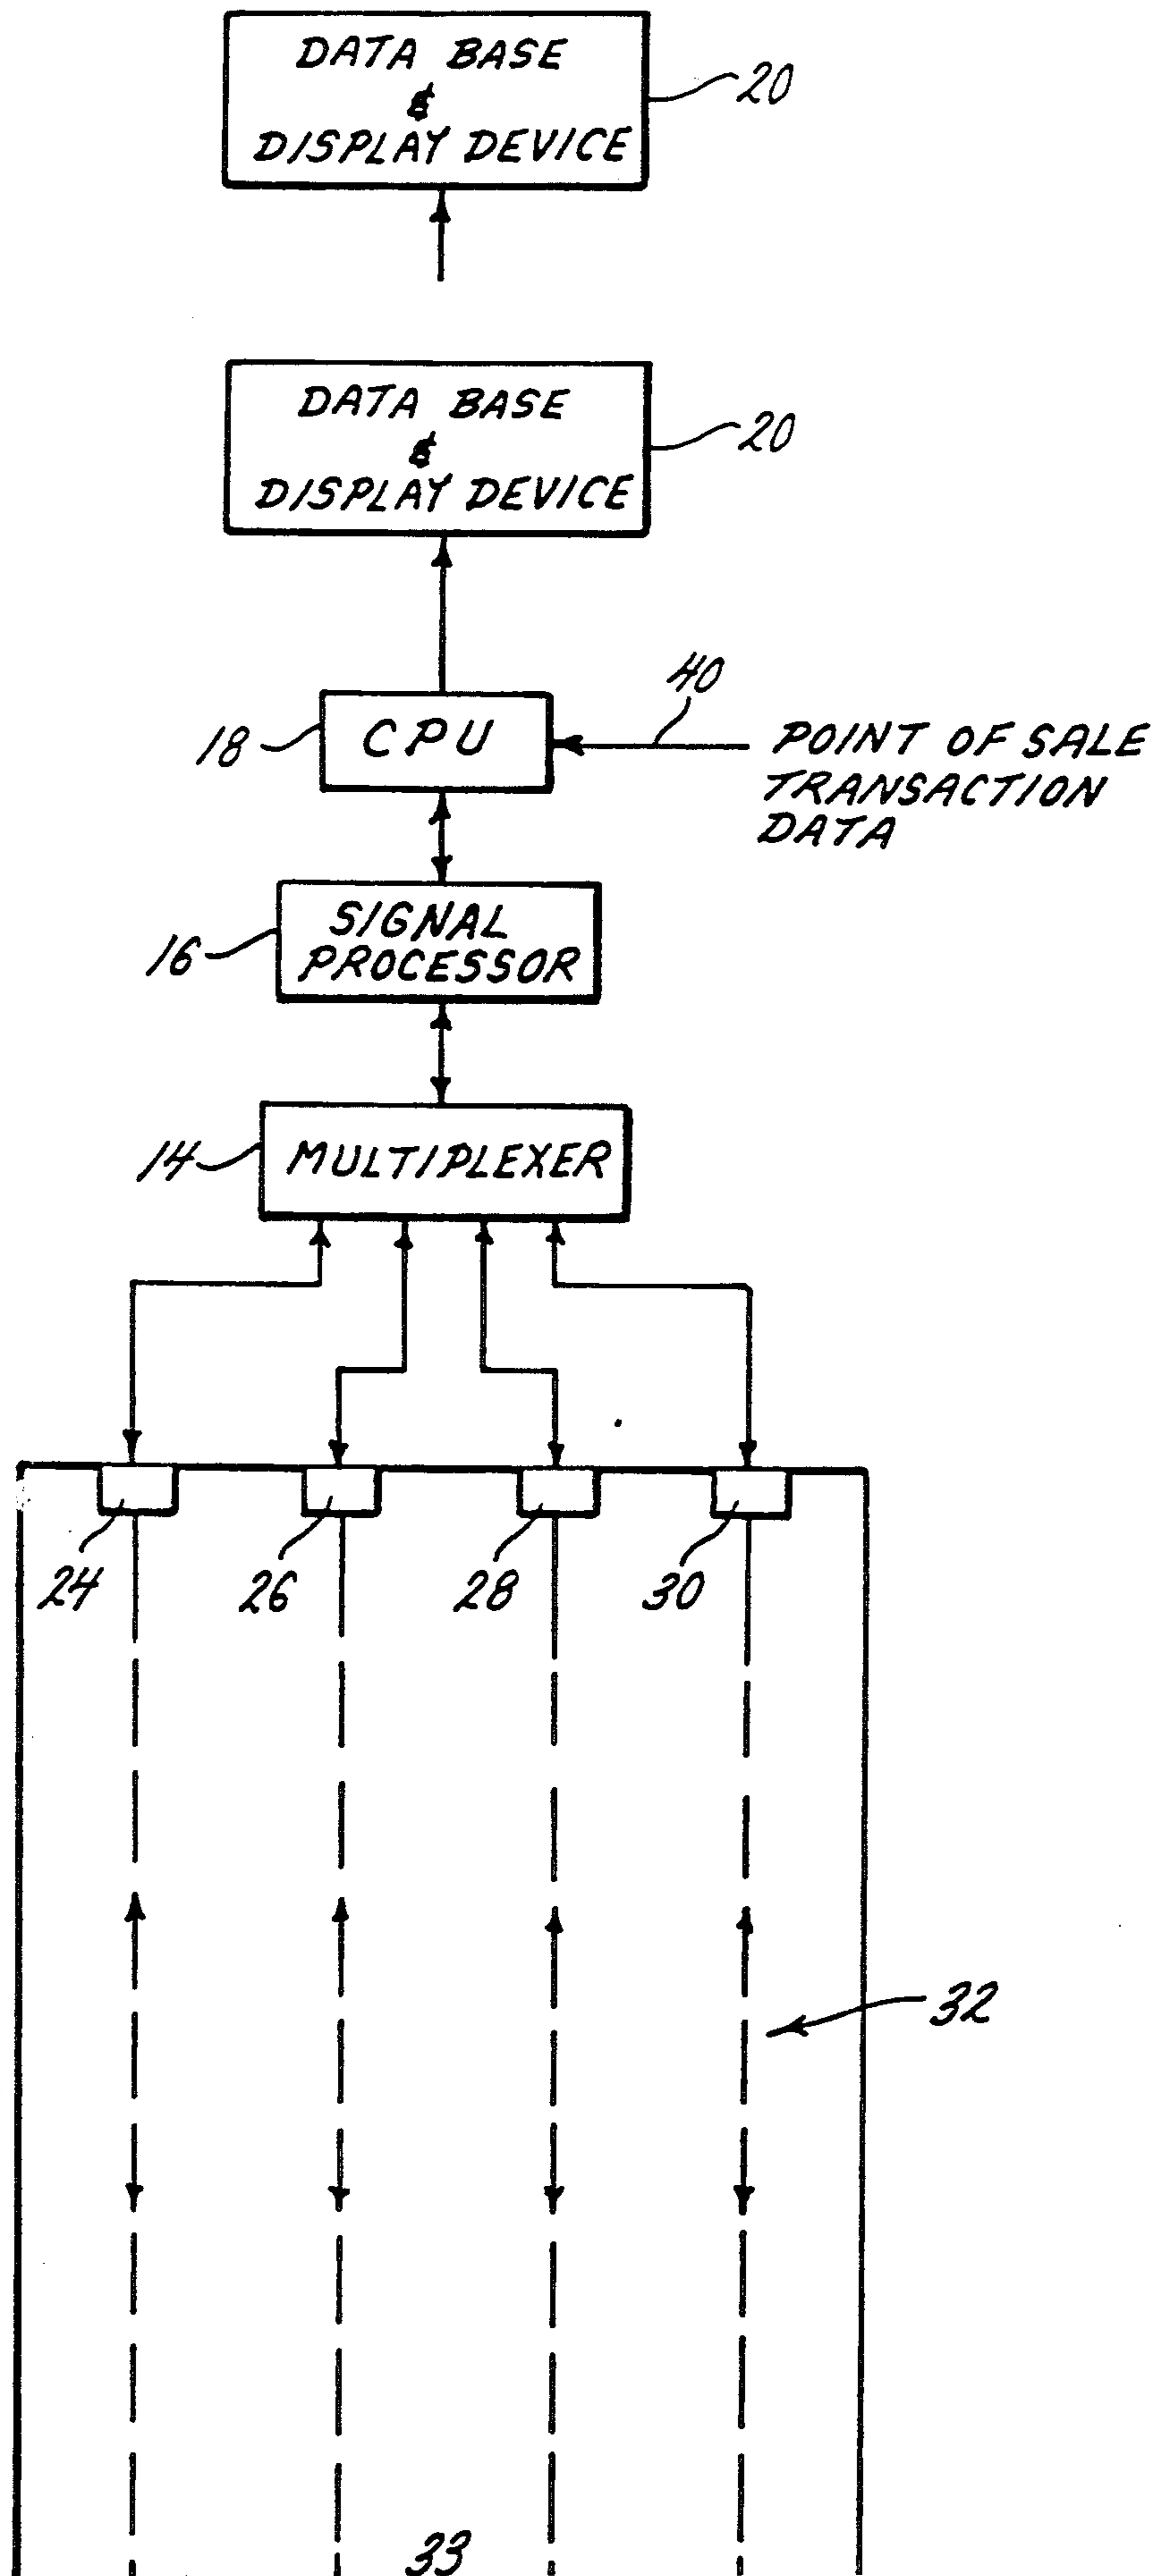 DATA BASE
&
DISPLAY DEVICE
20
DATA BASE
&
DISPLAY DEVICE
20
40
18
CPU
POINT OF SALE
TRANSACTION
DATA
16
SIGNAL
PROCESSOR
14
MULTIPLEXER
24
26
28
30
32
33